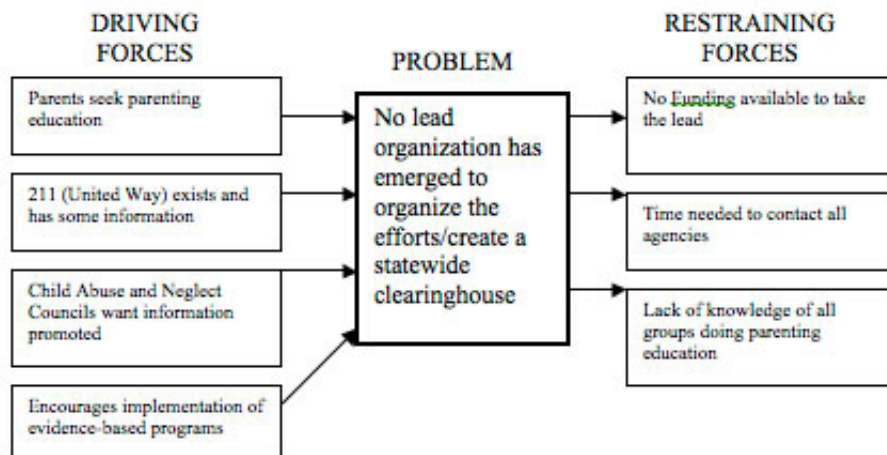 DRIVING
FORCES
Parents seek parenting
education
211 (United Way) exists and
has some information
Child Abuse and Neglect
Councils want information
promoted
Encourages implementation of
evidence-based programs
PROBLEM
No lead
organization has
emerged to
organize the
efforts/create a
statewide
clearinghouse
RESTRAINING
FORCES
No Funding available to take
the lead
Time needed to contact all
agencies
Lack of knowledge of all
groups doing parenting
education